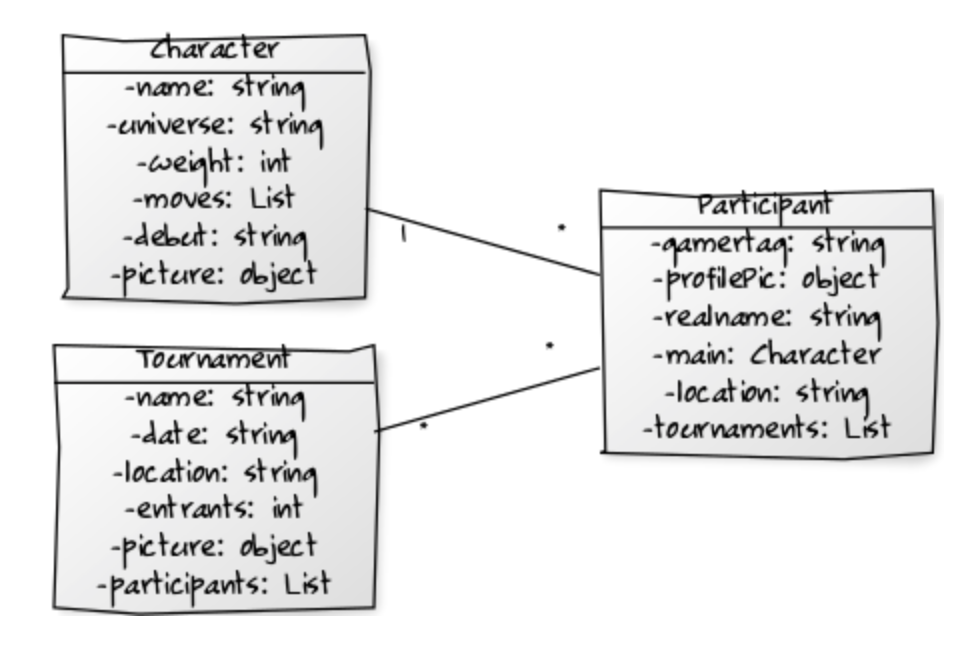 Character
-name: string
-universe: string
-weight: int
-moves: List
-debut: string
-picture: object
1
*
Participant
-gamertag: string
-profilePic: object
-realname: string
-main: Character
-location: string
-tournaments: List
Tournament
-name: string
-date: string
-location: string
-entrants: int
-picture: object
-participants: List
*
*